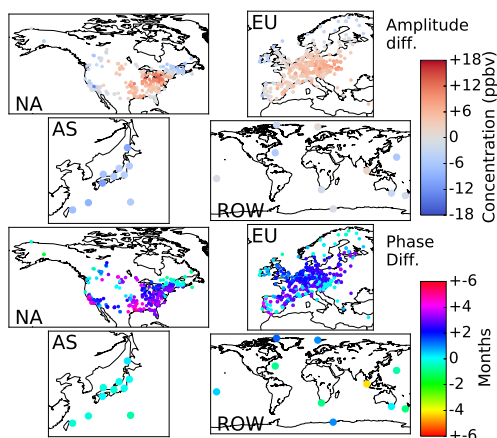 EU
Amplitude
diff.
NA
AS
ROW
+18
+12
+6
0
-6
-12
-18
Concentration (ppbv)
EU
Phase
Diff.
NA
AS
ROW
+-6
+4
+2
0
-2
-4
+-6
Months